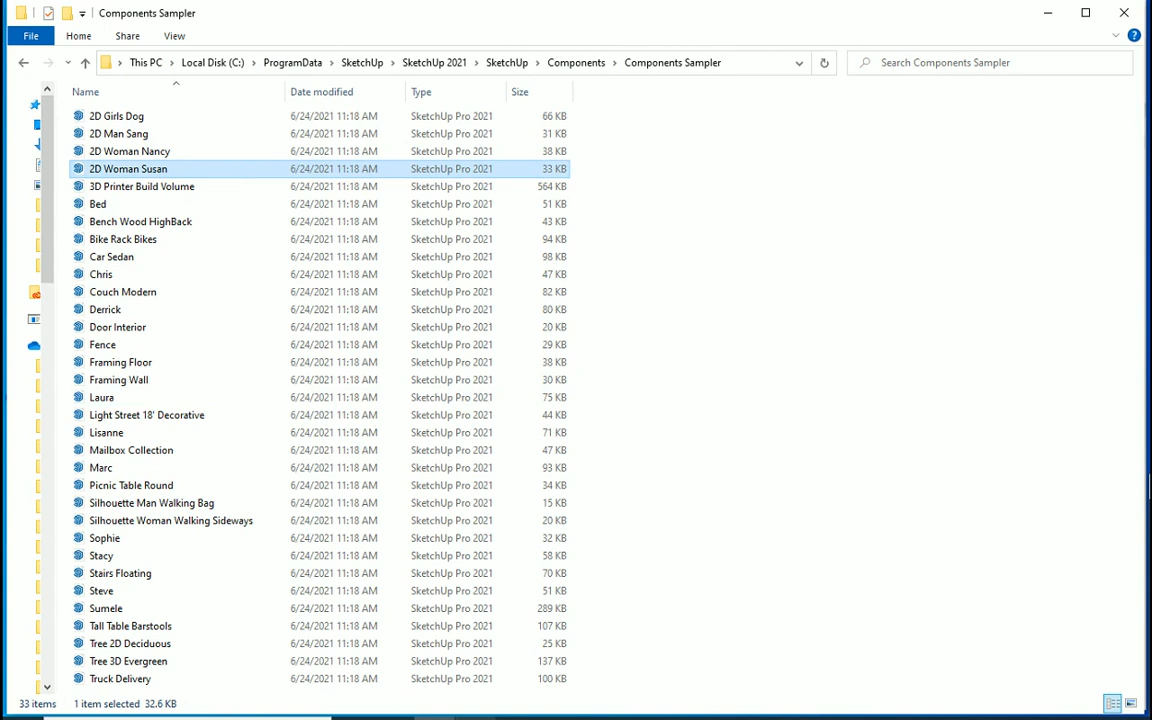 Components Sampler
File Home Share View
This PC Local Disk (C:) ProgramData SketchUp SketchUp 2021 SketchUp Components Components Sampler Search Components Sampler
Name Date modified Type Size
2D Girls Dog 6/24/2021 11:18 AM SketchUp Pro 2021 66 KB
2D Man Sang 6/24/2021 11:18 AM SketchUp Pro 2021 31 KB
2D Woman Nancy 6/24/2021 11:18 AM SketchUp Pro 2021 38 KB
2D Woman Susan 6/24/2021 11:18 AM SketchUp Pro 2021 33 KB
3D Printer Build Volume 6/24/2021 11:18 AM SketchUp Pro 2021 564 KB
Bed 6/24/2021 11:18 AM SketchUp Pro 2021 51 KB
Bench Wood HighBack 6/24/2021 11:18 AM SketchUp Pro 2021 43 KB
Bike Rack Bikes 6/24/2021 11:18 AM SketchUp Pro 2021 94 KB
Car Sedan 6/24/2021 11:18 AM SketchUp Pro 2021 98 KB
Chris 6/24/2021 11:18 AM SketchUp Pro 2021 47 KB
Couch Modern 6/24/2021 11:18 AM SketchUp Pro 2021 82 KB
Derrick 6/24/2021 11:18 AM SketchUp Pro 2021 80 KB
Door Interior 6/24/2021 11:18 AM SketchUp Pro 2021 20 KB
Fence 6/24/2021 11:18 AM SketchUp Pro 2021 29 KB
Framing Floor 6/24/2021 11:18 AM SketchUp Pro 2021 38 KB
Framing Wall 6/24/2021 11:18 AM SketchUp Pro 2021 30 KB
Laura 6/24/2021 11:18 AM SketchUp Pro 2021 75 KB
Light Street 18' Decorative 6/24/2021 11:18 AM SketchUp Pro 2021 44 KB
Lisanne 6/24/2021 11:18 AM SketchUp Pro 2021 71 KB
Mailbox Collection 6/24/2021 11:18 AM SketchUp Pro 2021 47 KB
Marc 6/24/2021 11:18 AM SketchUp Pro 2021 93 KB
Picnic Table Round 6/24/2021 11:18 AM SketchUp Pro 2021 34 KB
Silhouette Man Walking Bag 6/24/2021 11:18 AM SketchUp Pro 2021 15 KB
Silhouette Woman Walking Sideways 6/24/2021 11:18 AM SketchUp Pro 2021 20 KB
Sophie 6/24/2021 11:18 AM SketchUp Pro 2021 32 KB
Stacy 6/24/2021 11:18 AM SketchUp Pro 2021 58 KB
Stairs Floating 6/24/2021 11:18 AM SketchUp Pro 2021 70 KB
Steve 6/24/2021 11:18 AM SketchUp Pro 2021 51 KB
Sumele 6/24/2021 11:18 AM SketchUp Pro 2021 289 KB
Tall Table Barstools 6/24/2021 11:18 AM SketchUp Pro 2021 107 KB
Tree 2D Deciduous 6/24/2021 11:18 AM SketchUp Pro 2021 25 KB
Tree 3D Evergreen 6/24/2021 11:18 AM SketchUp Pro 2021 137 KB
Truck Delivery 6/24/2021 11:18 AM SketchUp Pro 2021 100 KB
33 items 1 item selected 32.6 KB